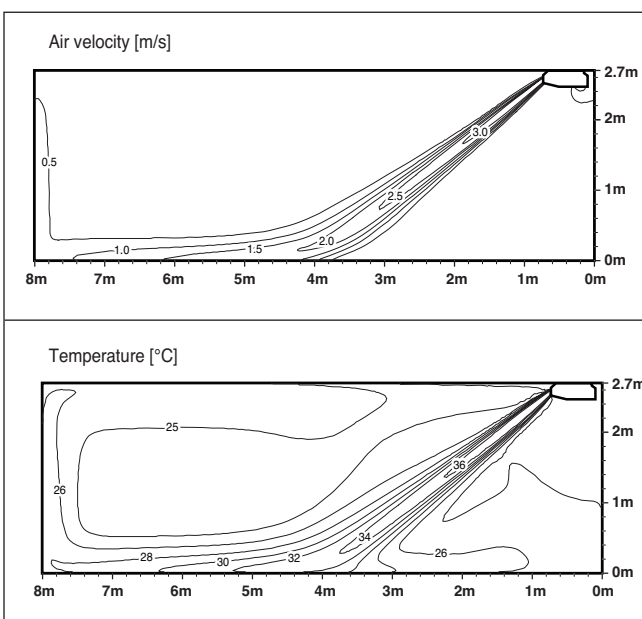 Air velocity [m/s]
2.7m
3.0
2m
0.5
2.5
1m
2.0
1.0
1.5
0m
8m 7m 6m 5m 4m 3m 2m 1m 0m
Temperature [°C]
2.7m
25
2m
36
26
1m
34
28
26
30
32
0m
8m 7m 6m 5m 4m 3m 2m 1m 0m